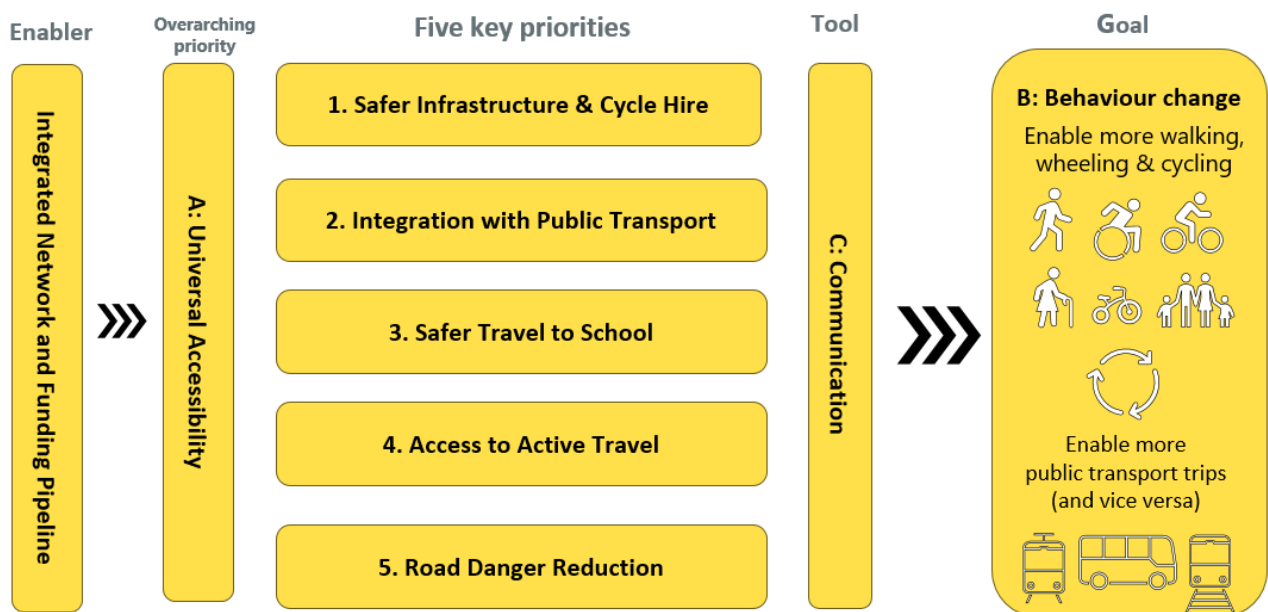 Enabler
Overarching
priority
Five key priorities
Tool
Goal
Integrated Network and Funding Pipeline
A: Universal Accessibility
1. Safer Infrastructure & Cycle Hire
2. Integration with Public Transport
3. Safer Travel to School
4. Access to Active Travel
5. Road Danger Reduction
C: Communication
B: Behaviour change
Enable more walking,
wheeling & cycling
Enable more
public transport trips
(and vice versa)